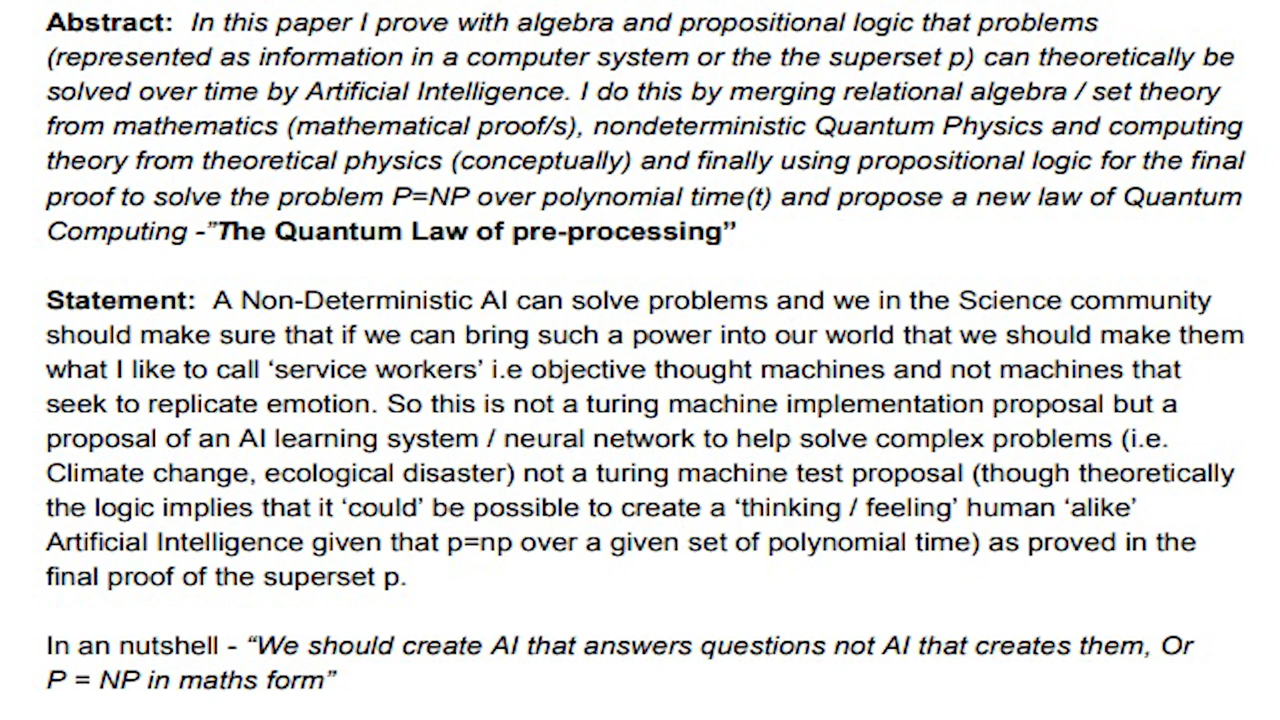 Abstract: In this paper I prove with algebra and propositional logic that problems
(represented as information in a computer system or the the superset p) can theoretically be
solved over time by Artificial Intelligence. I do this by merging relational algebra / set theory
from mathematics (mathematical proof/s), nondeterministic Quantum Physics and computing
theory from theoretical physics (conceptually) and finally using propositional logic for the final
proof to solve the problem P=NP over polynomial time(t) and propose a new law of Quantum
Computing -”The Quantum Law of pre-processing”
Statement: A Non-Deterministic AI can solve problems and we in the Science community
should make sure that if we can bring such a power into our world that we should make them
what I like to call ‘service workers’ i.e objective thought machines and not machines that
seek to replicate emotion. So this is not a turing machine implementation proposal but a
proposal of an AI learning system / neural network to help solve complex problems (i.e.
Climate change, ecological disaster) not a turing machine test proposal (though theoretically
the logic implies that it ‘could’ be possible to create a ‘thinking / feeling’ human ‘alike’
Artificial Intelligence given that p=np over a given set of polynomial time) as proved in the
final proof of the superset p.
In an nutshell - “We should create AI that answers questions not AI that creates them, Or
P = NP in maths form”